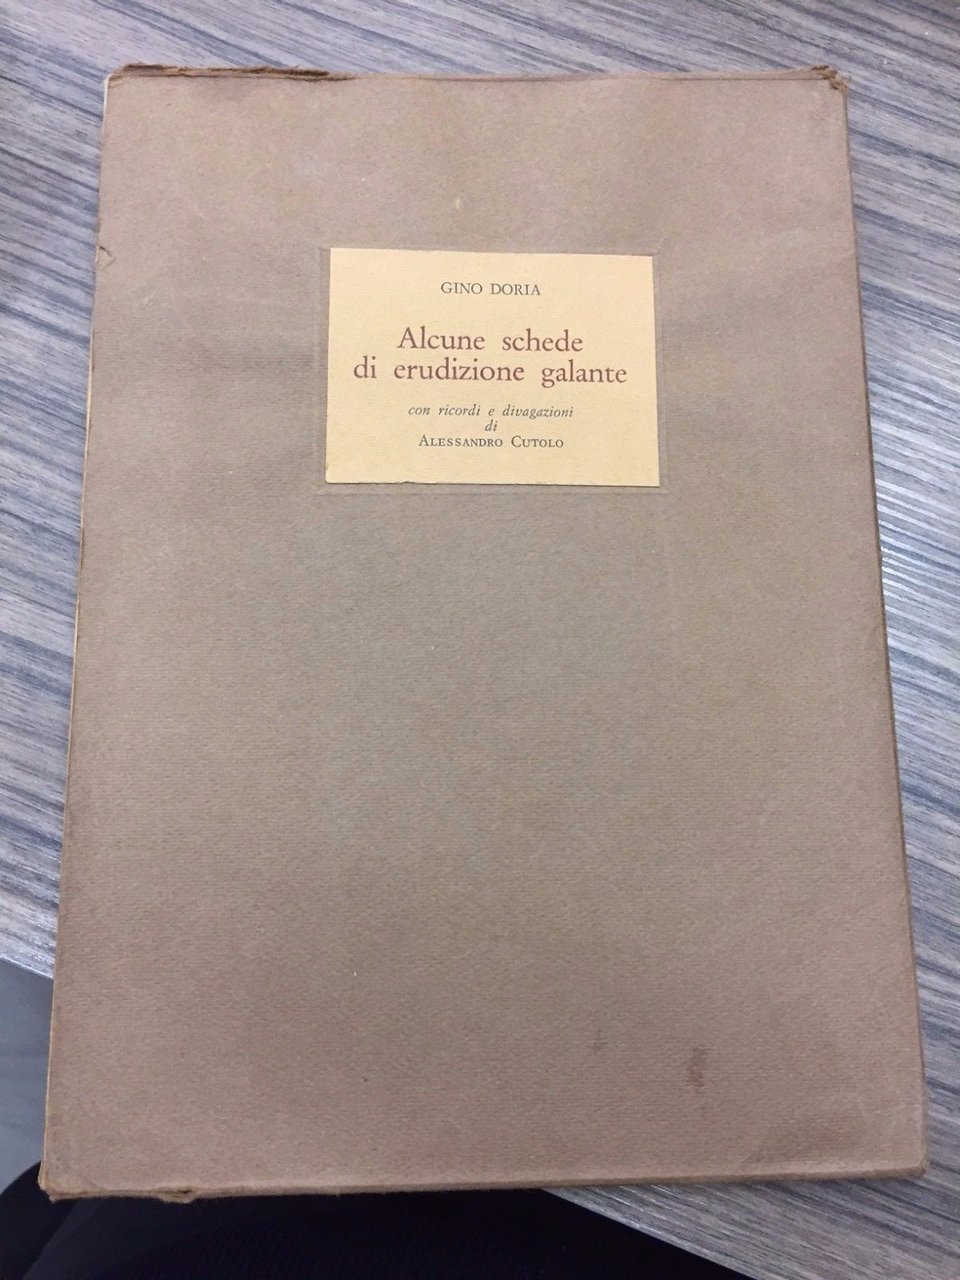 GINO DORIA
Alcune schede
di erudizione galante
con ricordi e divagazioni
di
ALESSANDRO CUTOLO